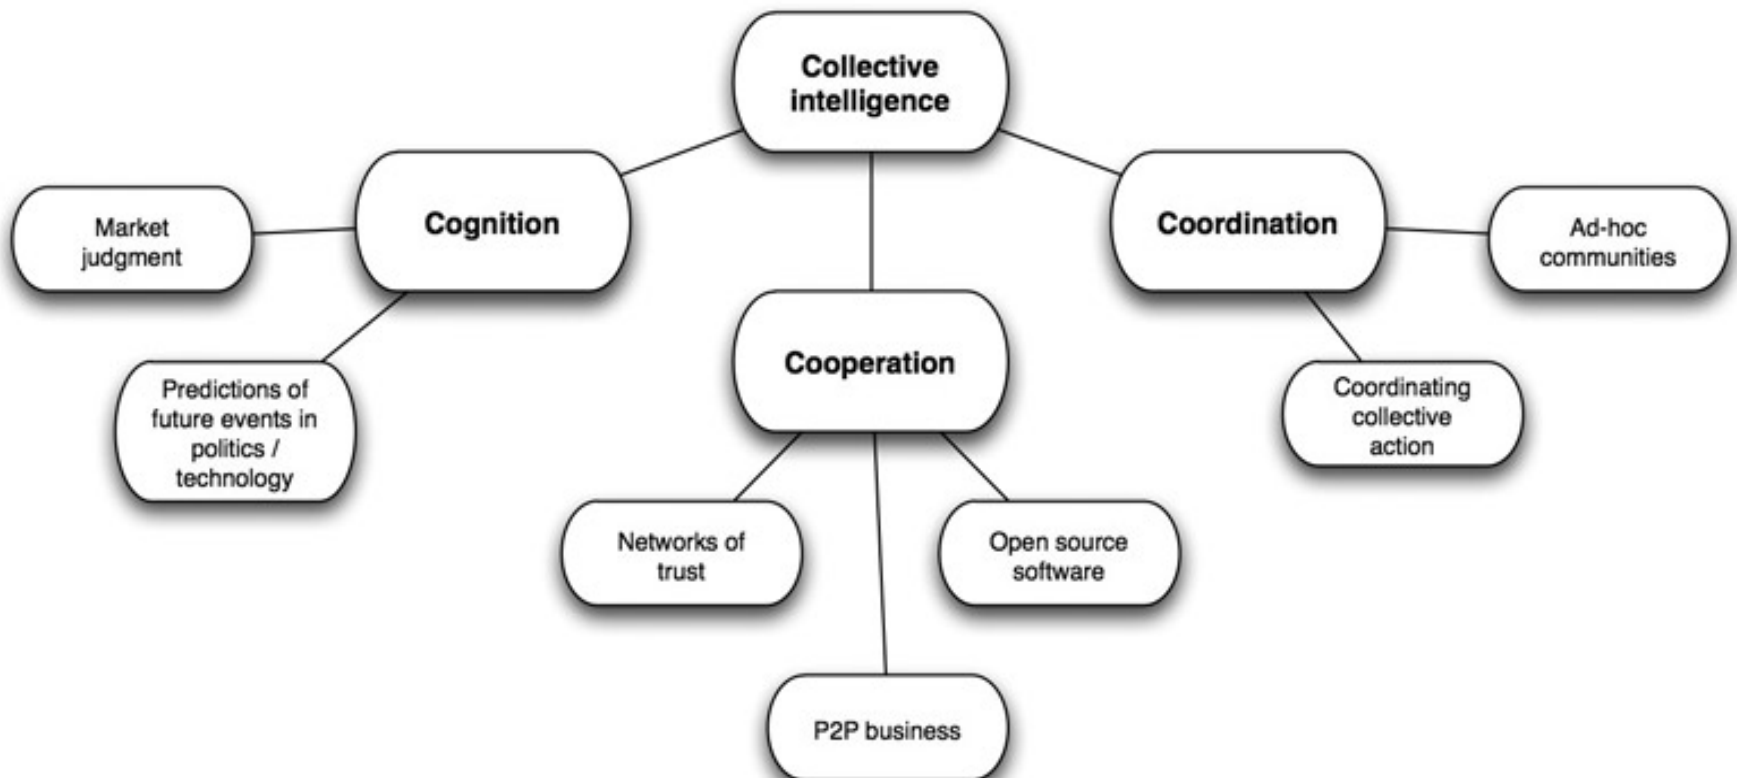 Collective
intelligence
Cognition
Coordination
Market
judgment
Ad-hoc
communities
Cooperation
Predictions of
future events in
politics /
technology
Coordinating
collective
action
Networks of
trust
Open source
software
P2P business